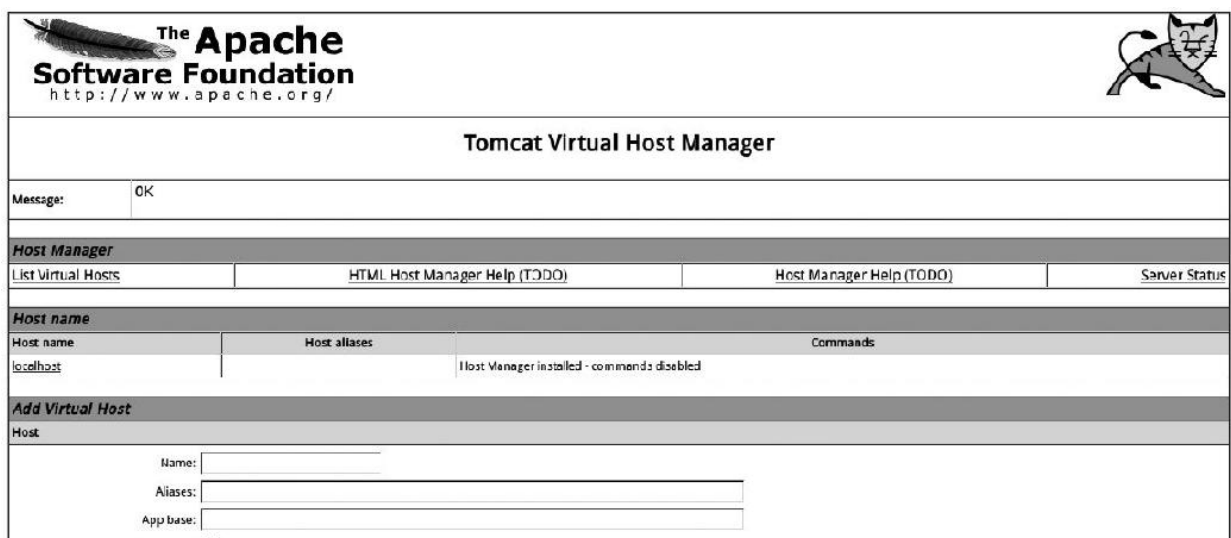 The Apache
Software Foundation
http://www.apache.org/
Tomcat Virtual Host Manager
Message: OK
Host Manager
List Virtual Hosts HTML Host Manager Help (TODO) Host Manager Help (TODO) Server Status
Host name
Host name Host aliases Commands
localhost Host Manager installed - commands disabled
Add Virtual Host
Host
Name:
Aliases:
App base: